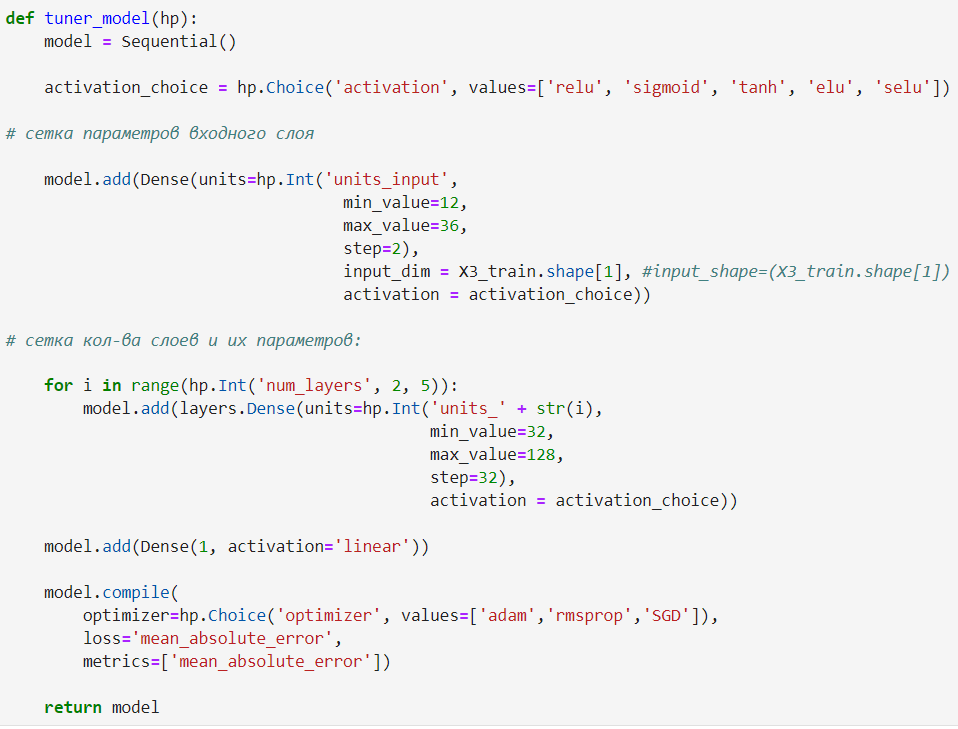 def tuner_model(hp):
    model = Sequential()
    activation_choice = hp.Choice('activation', values=['relu', 'sigmoid', 'tanh', 'elu', 'selu'])
# сетка параметров входного слоя
    model.add(Dense(units=hp.Int('units_input',
                                   min_value=12,
                                   max_value=36,
                                   step=2),
                                   input_dim = X3_train.shape[1], #input_shape=(X3_train.shape[1])
                                   activation = activation_choice))
# сетка кол-ва слоев и их параметров:
    for i in range(hp.Int('num_layers', 2, 5)):
        model.add(layers.Dense(units=hp.Int('units_' + str(i),
                                            min_value=32,
                                            max_value=128,
                                            step=32),
                                            activation = activation_choice))
    model.add(Dense(1, activation='linear'))
    model.compile(
        optimizer=hp.Choice('optimizer', values=['adam','rmsprop','SGD']),
        loss='mean_absolute_error',
        metrics=['mean_absolute_error'])
    return model